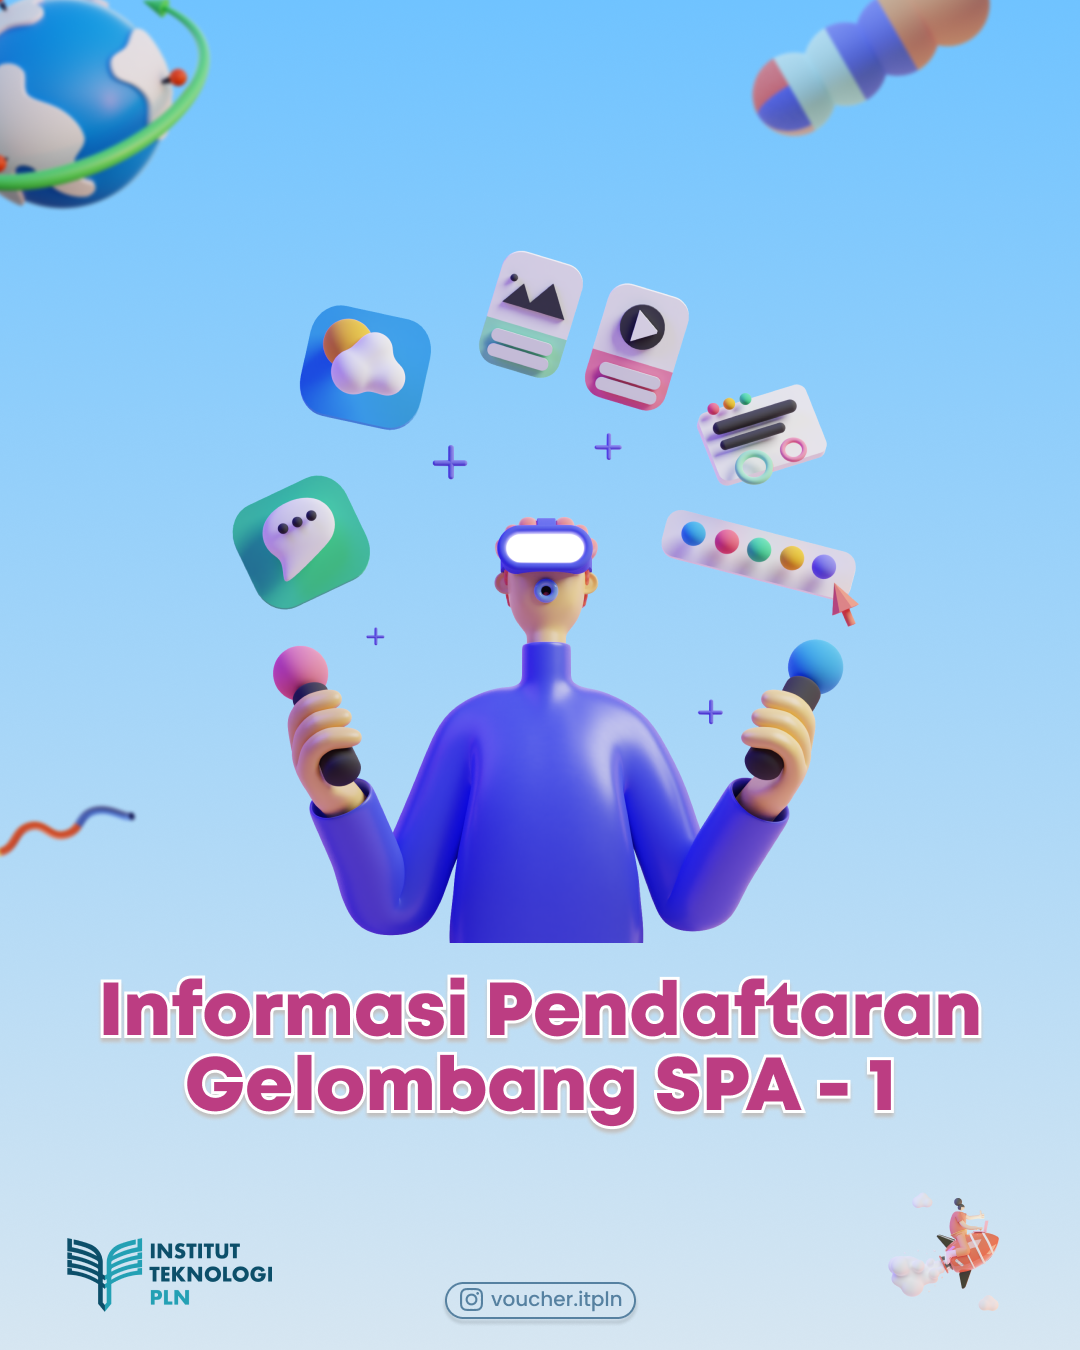 Informasi Pendaftaran
Gelombang SPA - 1
INSTITUT
TEKNOLOGI
PLN
voucher.itpln